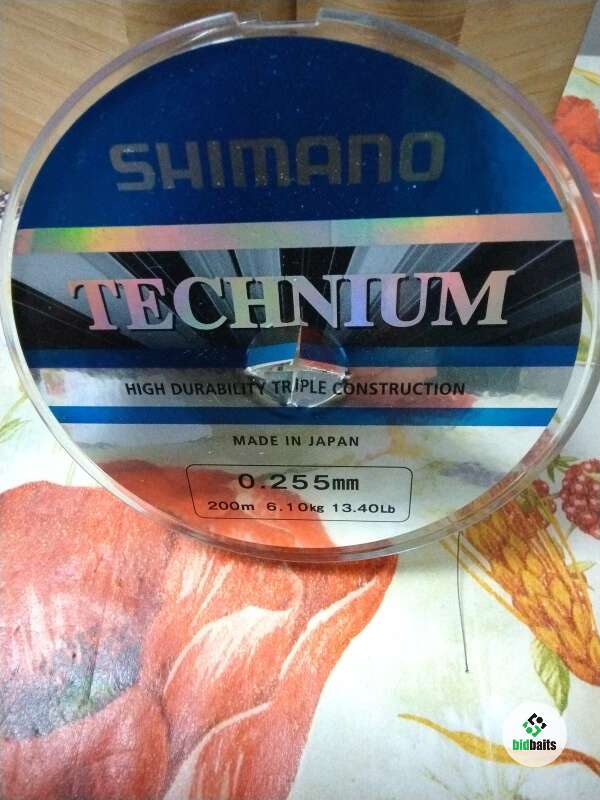 SHIMANO
TECHNIUM
HIGH DURABILITY TRIPLE CONSTRUCTION
MADE IN JAPAN
0.255mm
200m 6.10kg 13.40Lb
bidbaits